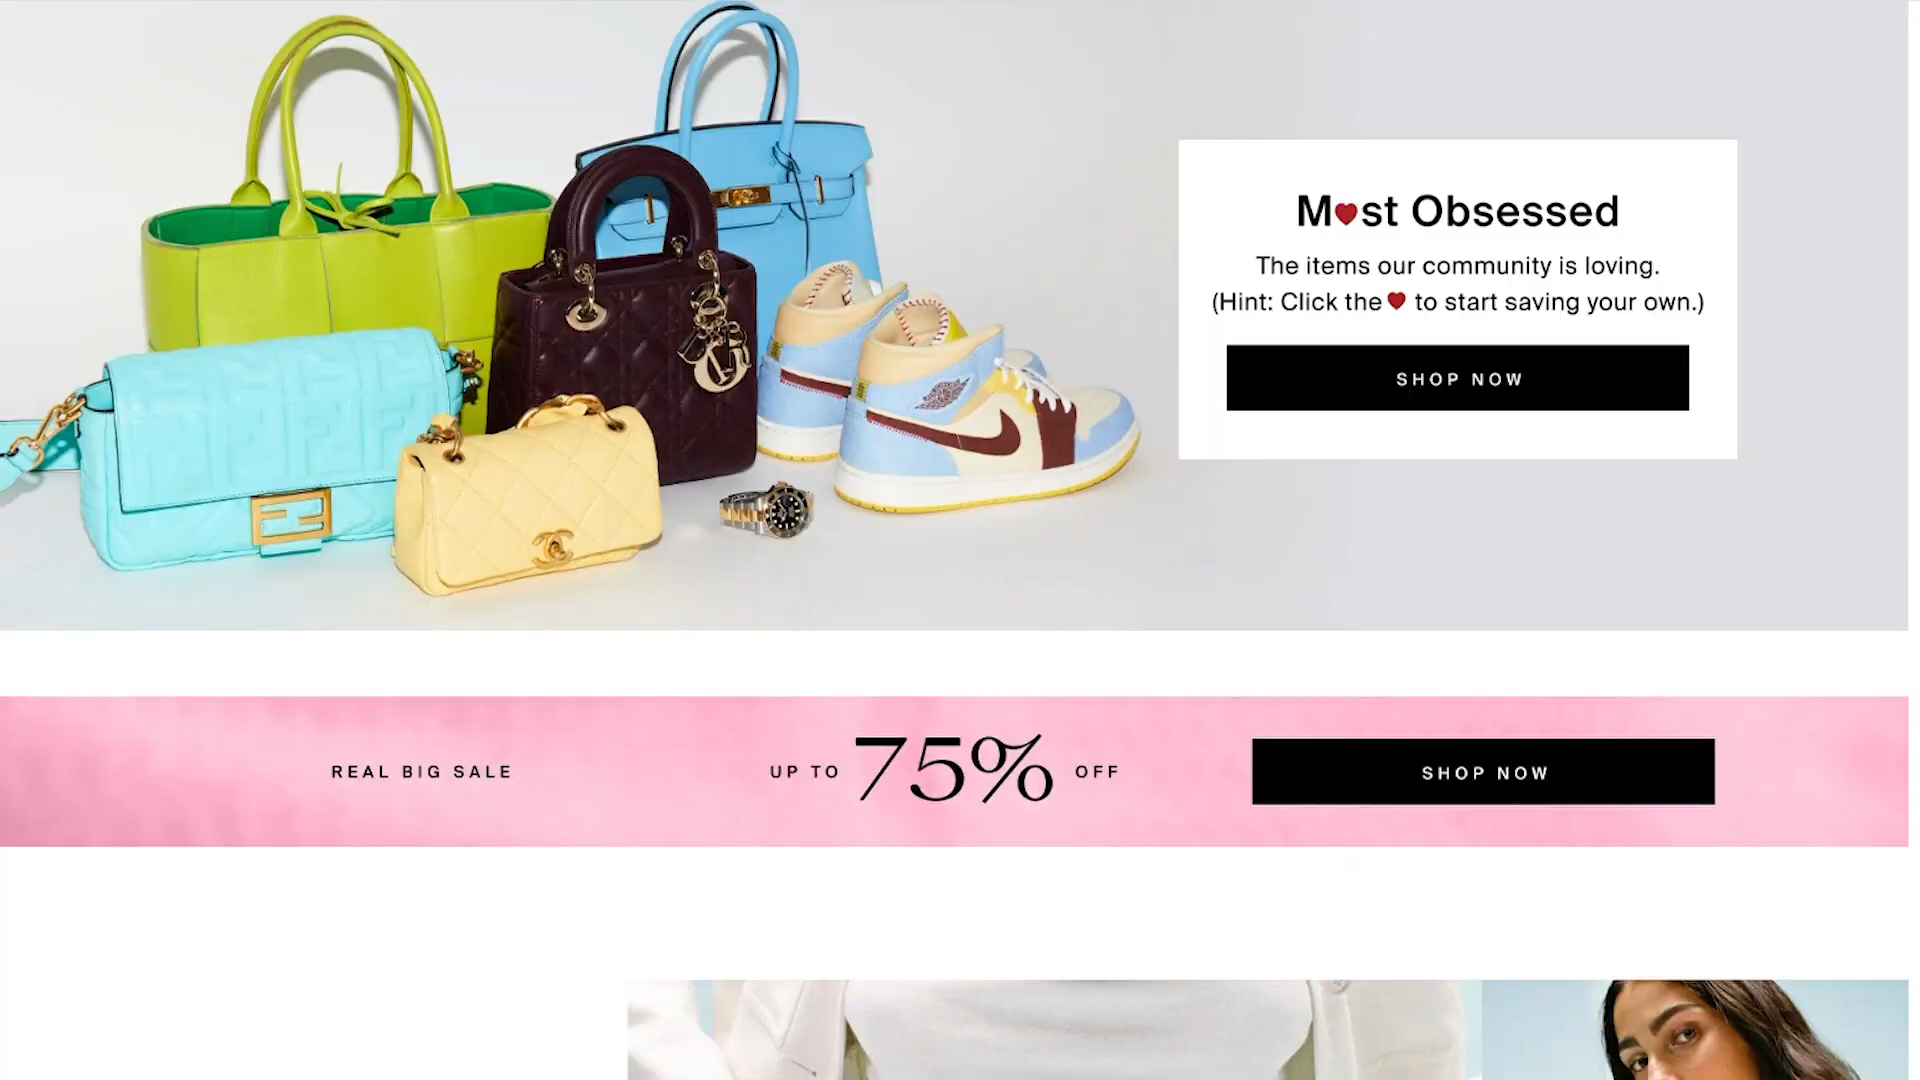 M♥st Obsessed
The items our community is loving.
(Hint: Click the ♥ to start saving your own.)
SHOP NOW
REAL BIG SALE
UP TO 75% OFF
SHOP NOW